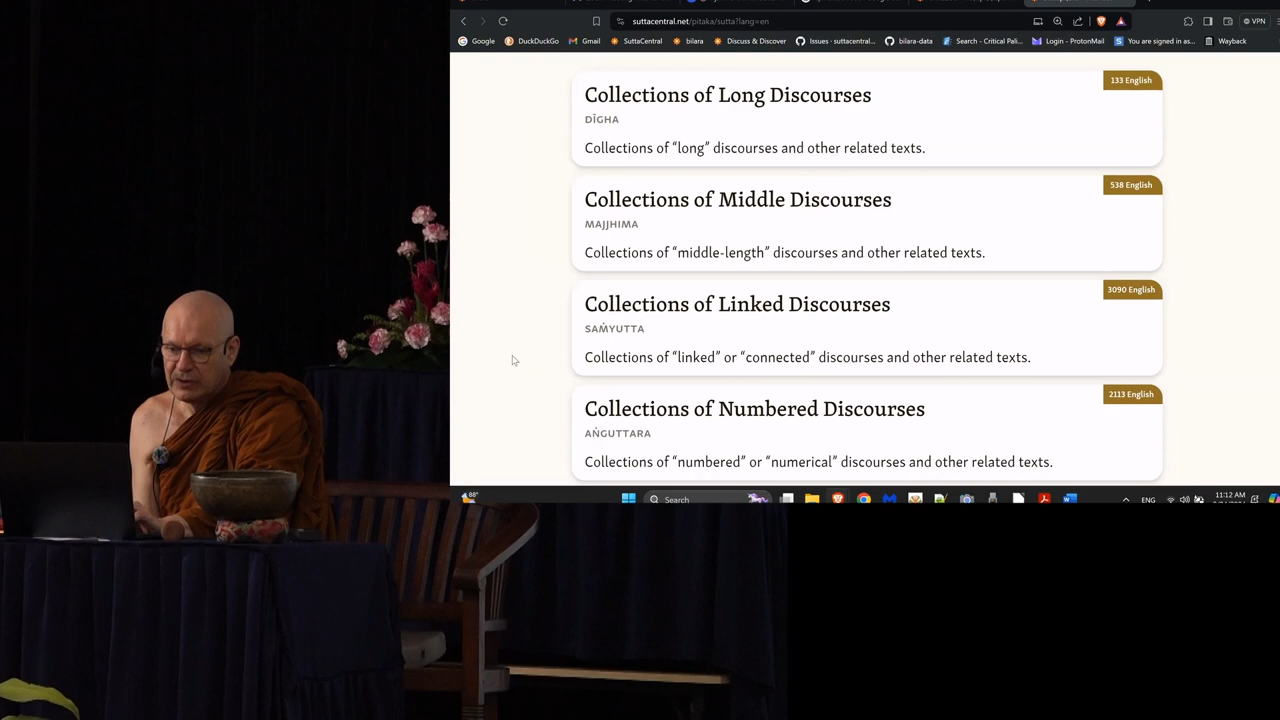 suttacentral.net/pitaka/sutta?lang=en
VPN
Google DuckDuckGo Gmail SuttaCentral bilara Discuss & Discover Issues · suttacentral... bilara-data Search - Critical Pali... Login - ProtonMail You are signed in as... Wayback
133 English
Collections of Long Discourses
DĪGHA
Collections of “long” discourses and other related texts.
538 English
Collections of Middle Discourses
MAJJHIMA
Collections of “middle-length” discourses and other related texts.
3090 English
Collections of Linked Discourses
SAṀYUTTA
Collections of “linked” or “connected” discourses and other related texts.
2113 English
Collections of Numbered Discourses
AṄGUTTARA
Collections of “numbered” or “numerical” discourses and other related texts.
88°
Search
ENG
11:12 AM